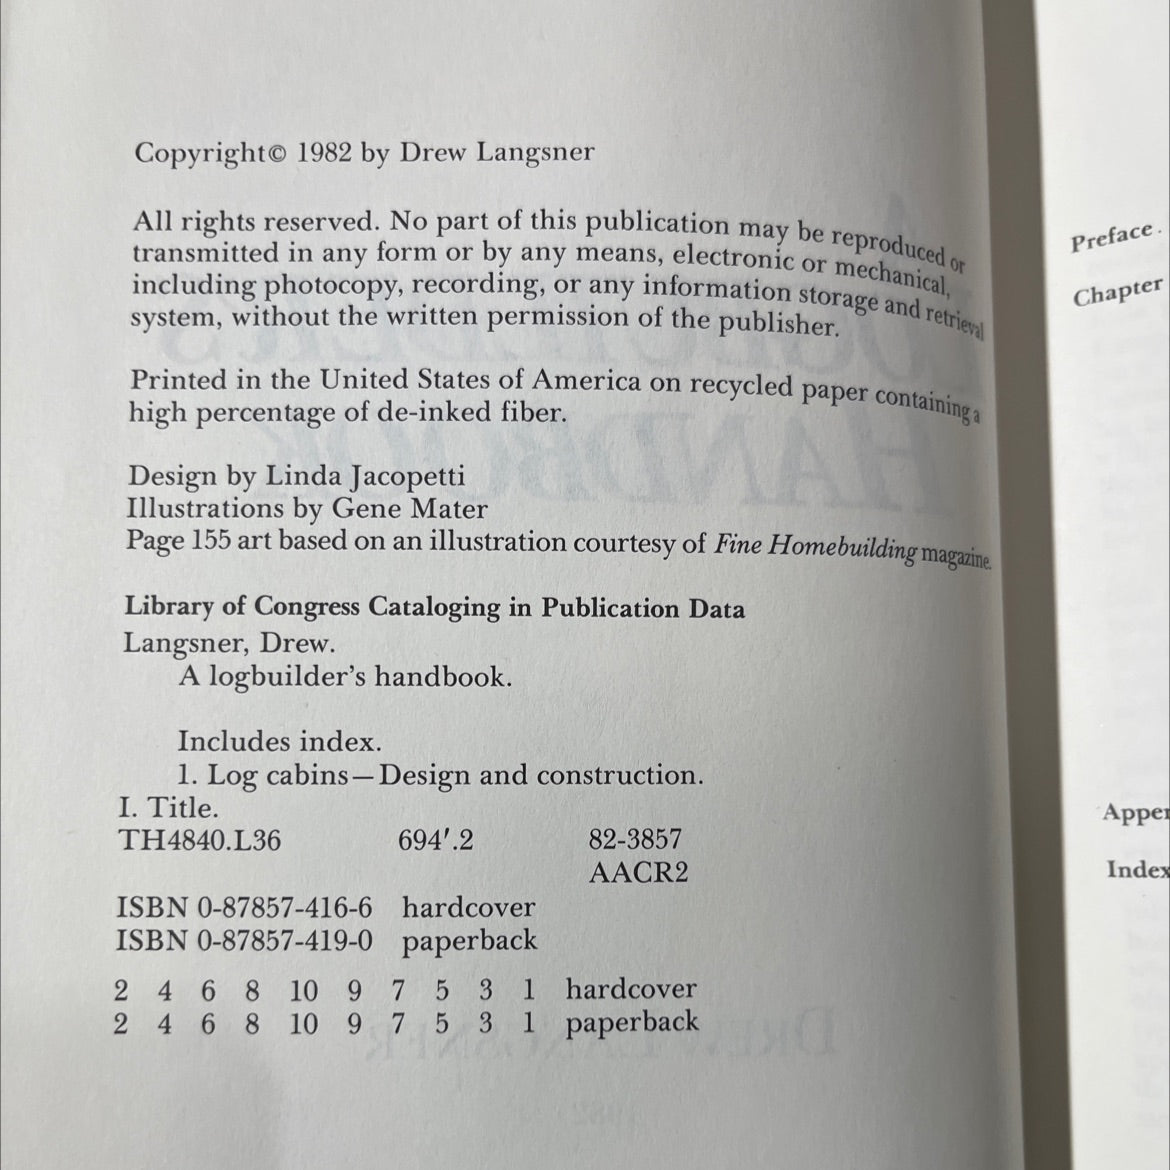 Copyright© 1982 by Drew Langsner
All rights reserved. No part of this publication may be reproduced or
transmitted in any form or by any means, electronic or mechanical,
including photocopy, recording, or any information storage and retrieval
system, without the written permission of the publisher.
Printed in the United States of America on recycled paper containing a
high percentage of de-inked fiber.
Design by Linda Jacopetti
Illustrations by Gene Mater
Page 155 art based on an illustration courtesy of Fine Homebuilding magazine.
Library of Congress Cataloging in Publication Data
Langsner, Drew.
A logbuilder's handbook.
Includes index.
1. Log cabins—Design and construction.
I. Title.
TH4840.L36 694'.2 82-3857
AACR2
ISBN 0-87857-416-6 hardcover
ISBN 0-87857-419-0 paperback
2 4 6 8 10 9 7 5 3 1 hardcover
2 4 6 8 10 9 7 5 3 1 paperback
Preface .
Chapter
Appen
Index